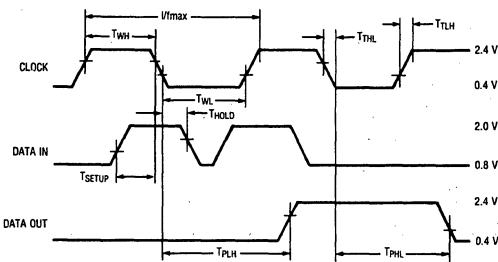 I/fmax
TWH
TTHL
TTLH
CLOCK
2.4 V
0.4 V
TWL
THOLD
DATA IN
2.0 V
0.8 V
TSETUP
DATA OUT
2.4 V
0.4 V
TPLH
TPHL